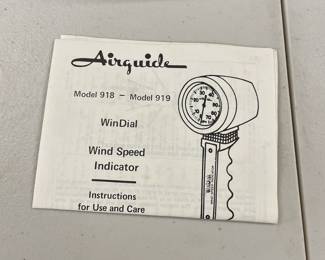 Airguide
Model 918 - Model 919
WinDial
Wind Speed
Indicator
Instructions
for Use and Care